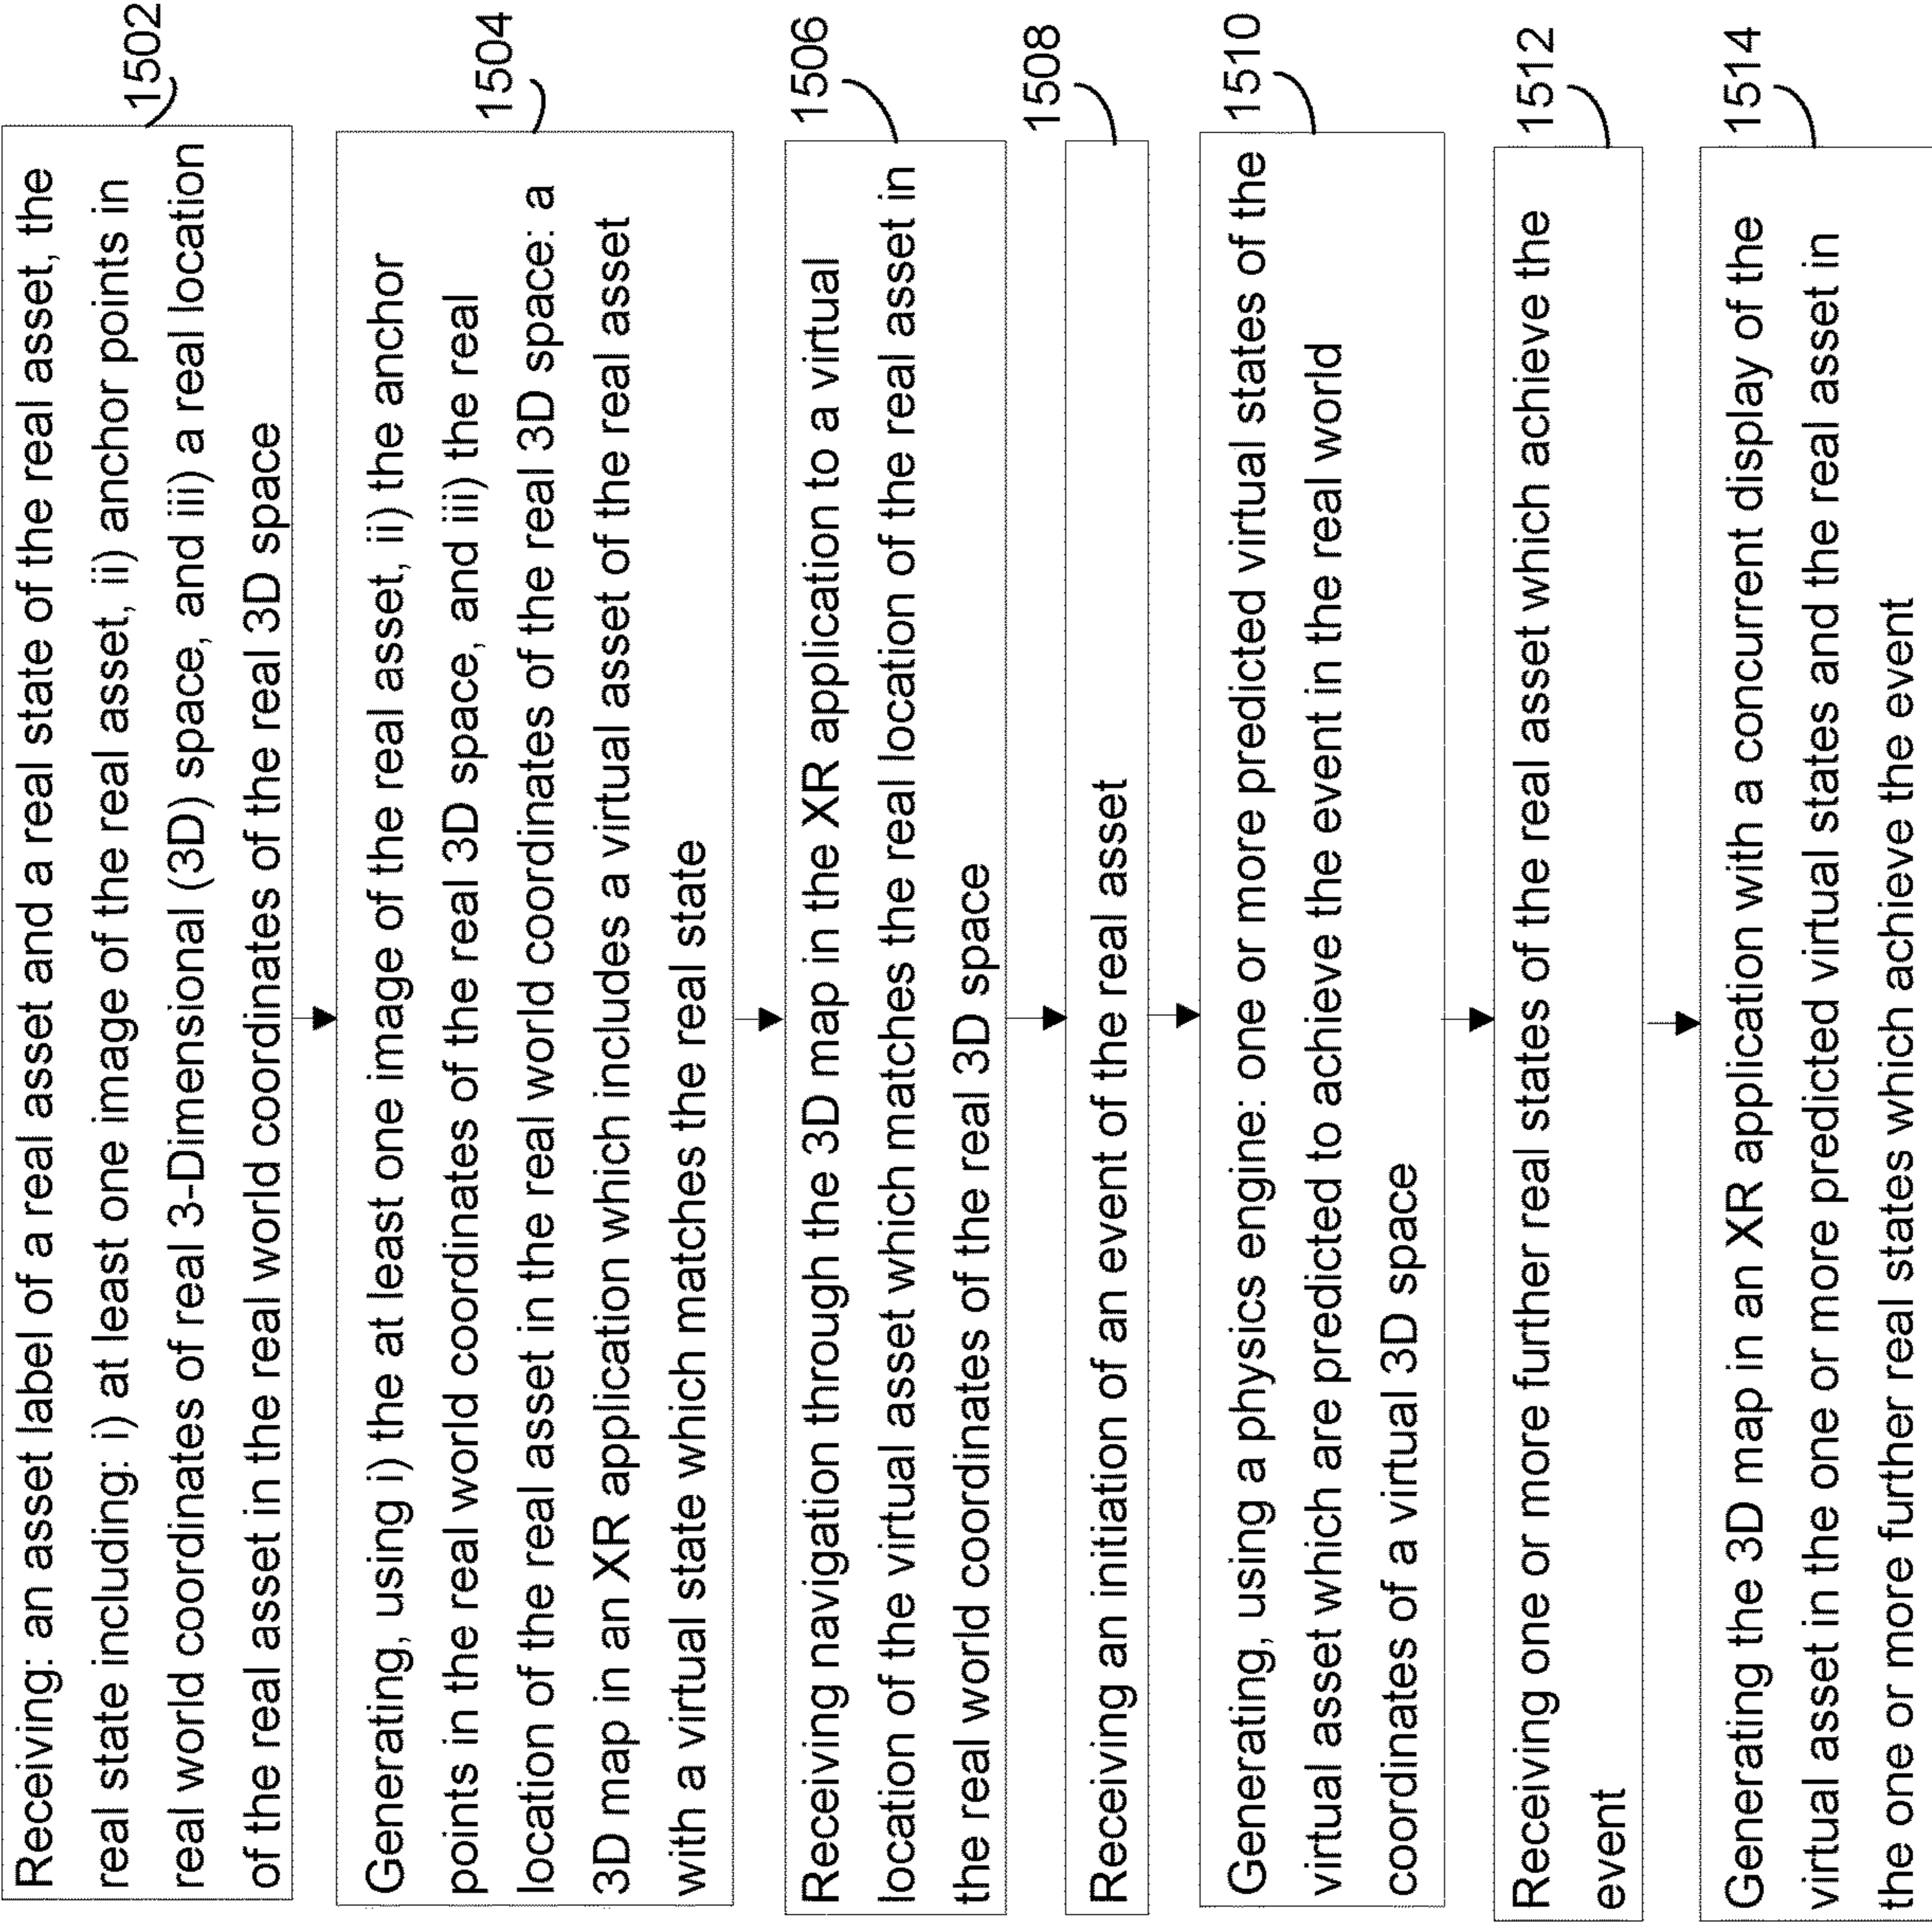 Receiving: an asset label of a real asset and a real state of the real asset, the
real state including: i) at least one image of the real asset, ii) anchor points in
real world coordinates of real 3-Dimensional (3D) space, and iii) a real location
of the real asset in the real world coordinates of the real 3D space
1502
Generating, using i) the at least one image of the real asset, ii) the anchor
points in the real world coordinates of the real 3D space, and iii) the real
location of the real asset in the real world coordinates of the real 3D space: a
3D map in an XR application which includes a virtual asset of the real asset
with a virtual state which matches the real state
1504
Receiving navigation through the 3D map in the XR application to a virtual
location of the virtual asset which matches the real location of the real asset in
the real world coordinates of the real 3D space
1506
Receiving an initiation of an event of the real asset
1508
Generating, using a physics engine: one or more predicted virtual states of the
virtual asset which are predicted to achieve the event in the real world
coordinates of a virtual 3D space
1510
Receiving one or more further real states of the real asset which achieve the
event
1512
Generating the 3D map in an XR application with a concurrent display of the
virtual asset in the one or more predicted virtual states and the real asset in
the one or more further real states which achieve the event
1514